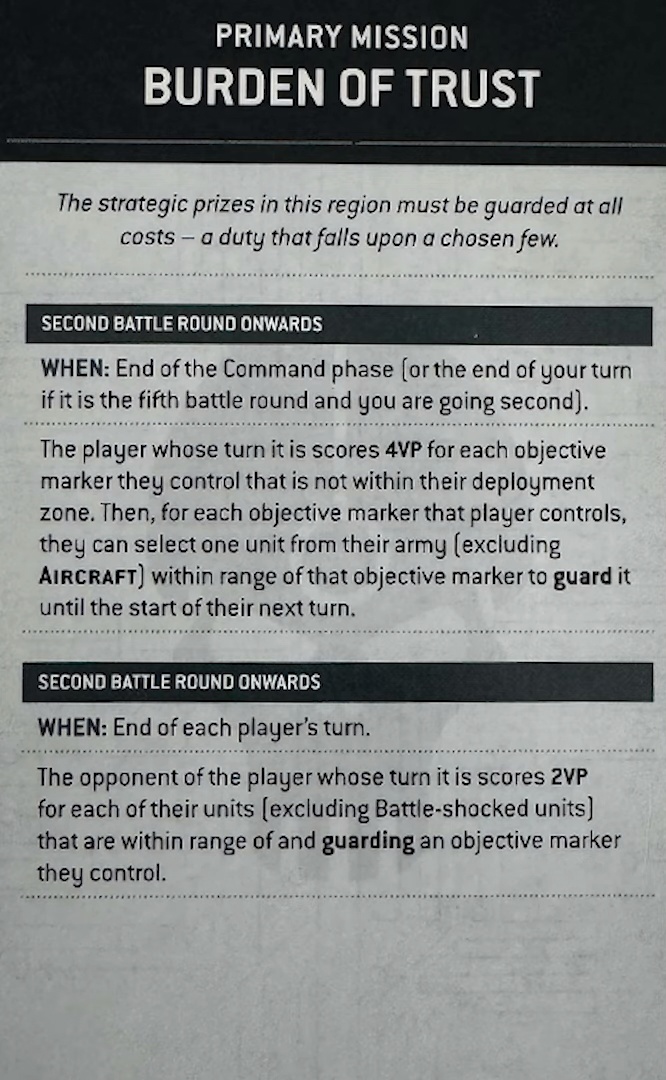 PRIMARY MISSION
BURDEN OF TRUST
The strategic prizes in this region must be guarded at all
costs – a duty that falls upon a chosen few.
SECOND BATTLE ROUND ONWARDS
WHEN: End of the Command phase (or the end of your turn
if it is the fifth battle round and you are going second).
The player whose turn it is scores 4VP for each objective
marker they control that is not within their deployment
zone. Then, for each objective marker that player controls,
they can select one unit from their army (excluding
AIRCRAFT) within range of that objective marker to guard it
until the start of their next turn.
SECOND BATTLE ROUND ONWARDS
WHEN: End of each player's turn.
The opponent of the player whose turn it is scores 2VP
for each of their units (excluding Battle-shocked units)
that are within range of and guarding an objective marker
they control.